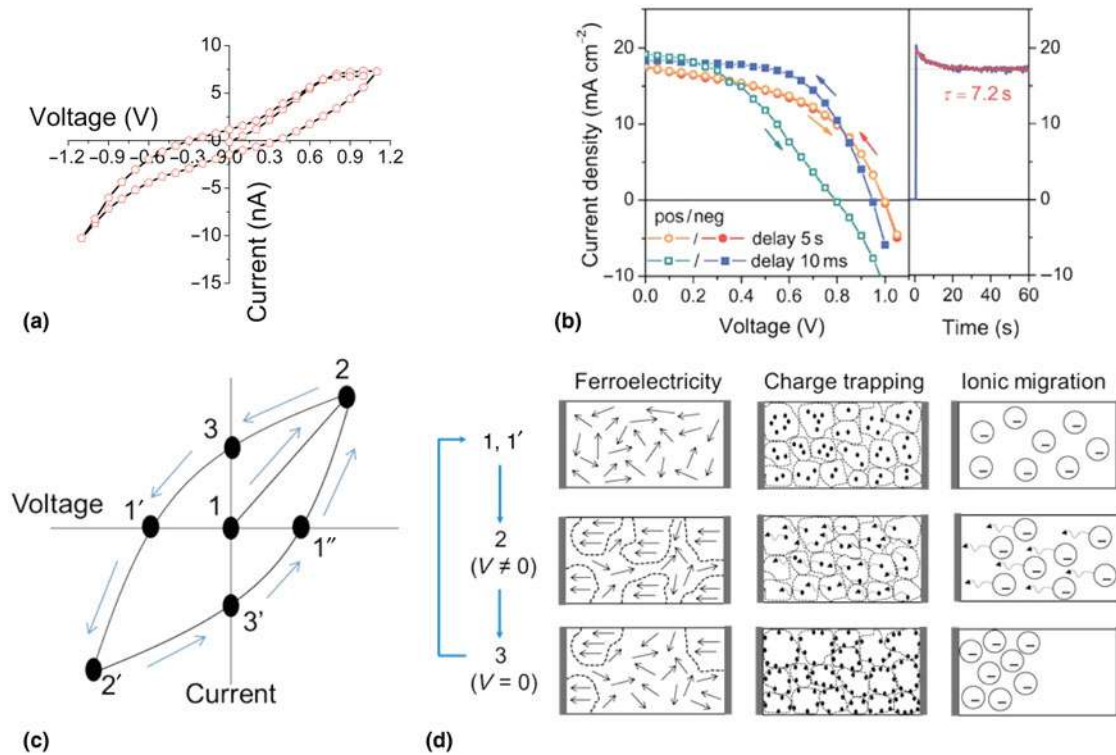 10
5
0
−5
−10
−15
Voltage (V)
−1.2 −0.9 −0.6 −0.3 0.0 0.3 0.6 0.9 1.2
Current (nA)
(a)
20
10
0
−10
Current density (mA cm⁻²)
pos/neg
/ delay 5 s
/ delay 10 ms
0.0 0.2 0.4 0.6 0.8 1.0
Voltage (V)
τ = 7.2 s
20
10
0
−10
0 20 40 60
Time (s)
(b)
2
3
Voltage 1′ 1
1″
3′
2′
Current
(c)
Ferroelectricity Charge trapping Ionic migration
1, 1′
2
(V ≠ 0)
3
(V = 0)
(d)